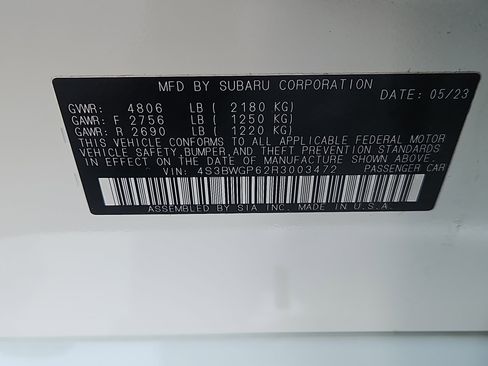 MFD BY SUBARU CORPORATION
DATE: 05/23
GVWR: 4806 LB ( 2180 KG)
GAWR: F 2756 LB ( 1250 KG)
GAWR: R 2690 LB ( 1220 KG)
THIS VEHICLE CONFORMS TO ALL APPLICABLE FEDERAL MOTOR
VEHICLE SAFETY,BUMPER,AND THEFT PREVENTION STANDARDS
IN EFFECT ON THE DATE OF MANUFACTURE SHOWN ABOVE.
VIN: 4S3BWGP62R3003472 PASSENGER CAR
ASSEMBLED BY SIA INC. MADE IN U.S.A.